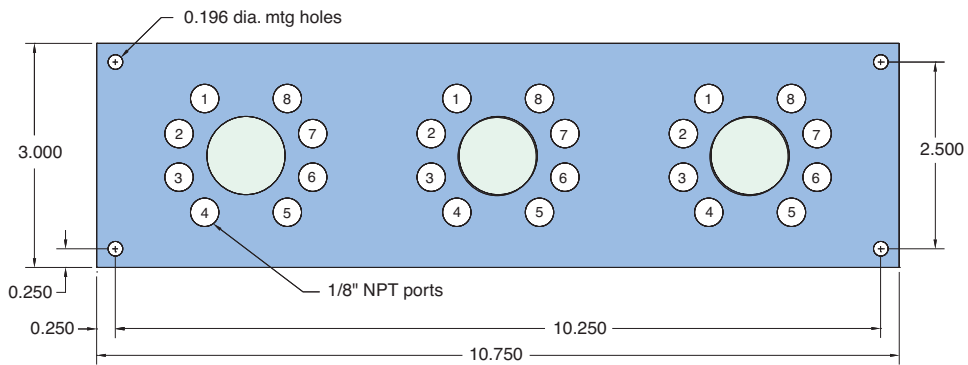 0.196 dia. mtg holes
1 8 1 8 1 8
2 7 2 7 2 7
3.000 2.500
3 6 3 6 3 6
4 5 4 5 4 5
0.250
1/8" NPT ports
0.250 10.250
10.750